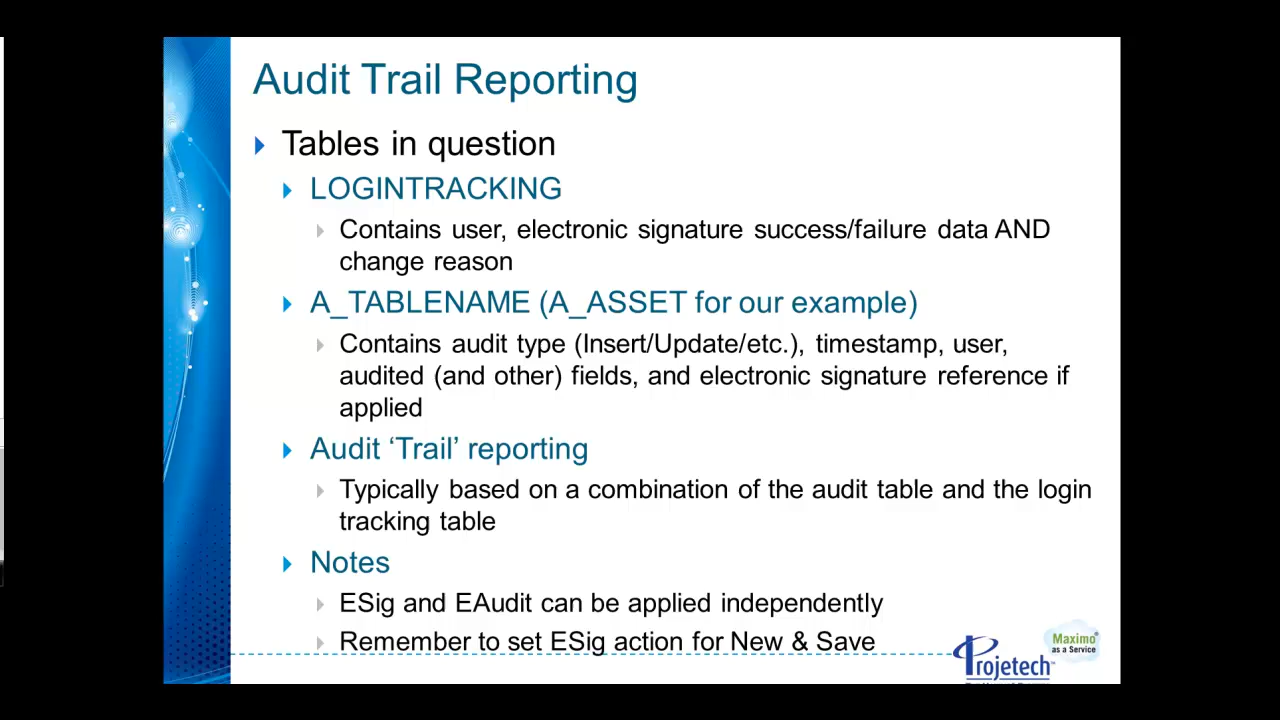 Audit Trail Reporting
Tables in question
LOGINTRACKING
Contains user, electronic signature success/failure data AND
change reason
A_TABLENAME (A_ASSET for our example)
Contains audit type (Insert/Update/etc.), timestamp, user,
audited (and other) fields, and electronic signature reference if
applied
Audit ‘Trail’ reporting
Typically based on a combination of the audit table and the login
tracking table
Notes
ESig and EAudit can be applied independently
Remember to set ESig action for New & Save
Projetech™
Maximo®
as a Service